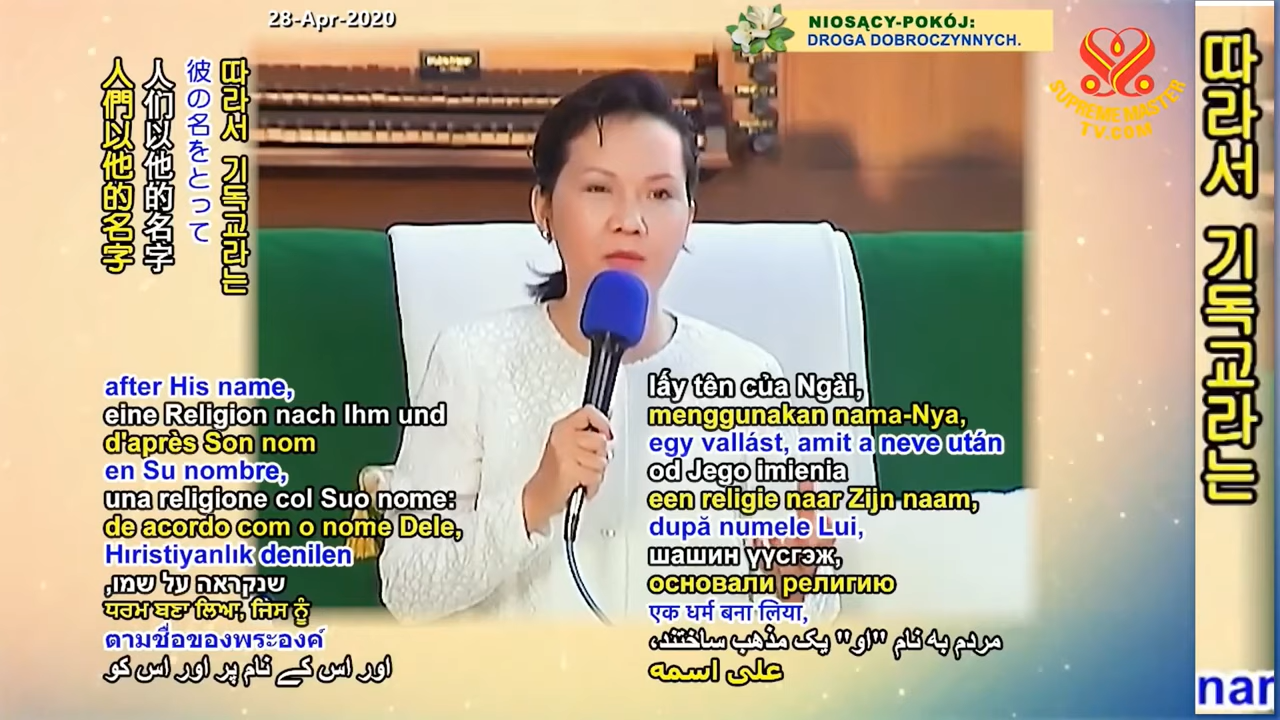 28-Apr-2020
NIOSĄCY-POKÓJ:
DROGA DOBROCZYNNYCH.
SUPREME MASTER
TV.COM
따라서 기독교라는
彼の名をとって
人们以他的名字
人們以他的名字
after His name,
eine Religion nach Ihm und
d'après Son nom
en Su nombre,
una religione col Suo nome:
de acordo com o nome Dele,
Hıristiyanlık denilen
שנקראה על שמו,
ਧਰਮ ਬਣਾ ਲਿਆ, ਜਿਸ ਨੂੰ
ตามชื่อของพระองค์
اور اس کے نام پر اور اس کو
lấy tên của Ngài,
menggunakan nama-Nya,
egy vallást, amit a neve után
od Jego imienia
een religie naar Zijn naam,
după numele Lui,
шашин үүсгэж,
основали религию
एक धर्म बना लिया,
مردم به نام "او" یک مذهب ساختند،
على اسمه
따라서 기독교라는
nar